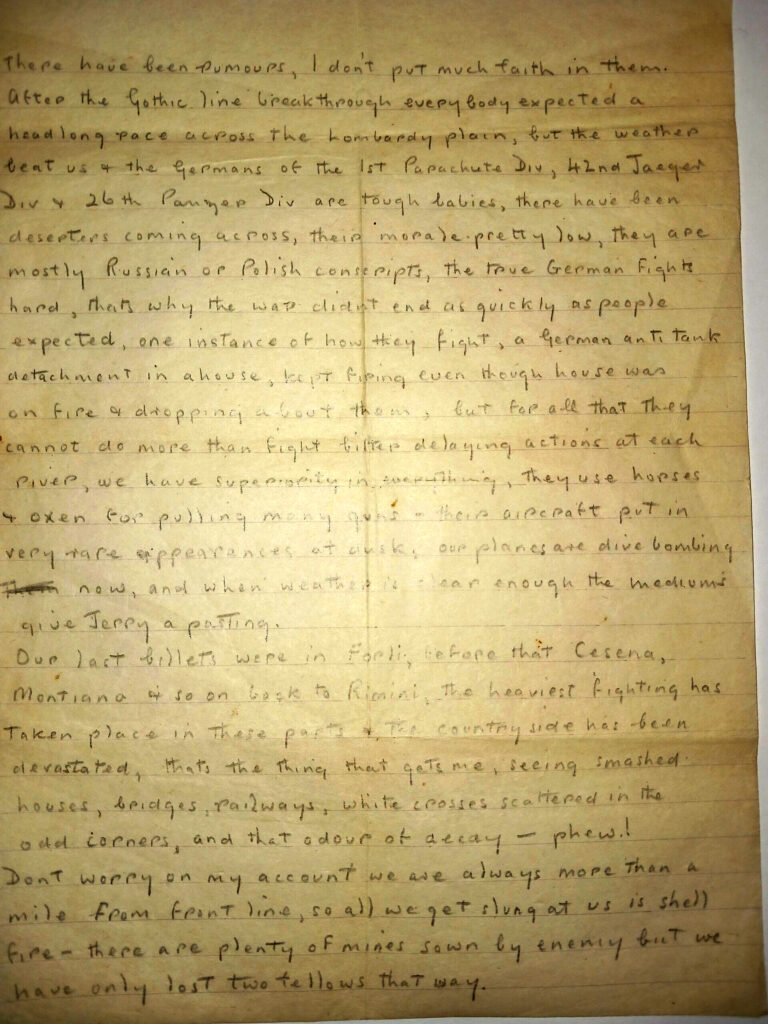 There have been rumours, I don't put much faith in them.
After the Gothic line breakthrough everybody expected a
headlong race across the Lombardy plain, but the weather
beat us & the Germans of the 1st Parachute Div, 42nd Jaeger
Div & 26th Panzer Div are tough babies, there have been
deserters coming across, their morale pretty low, they are
mostly Russian or Polish conscripts, the true German fights
hard, thats why the war didn't end as quickly as people
expected, one instance of how they fight, a German anti tank
detachment in a house, kept firing even though house was
on fire & dropping about them, but for all that they
cannot do more than fight bitter delaying actions at each
river, we have superiority in everything, they use horses
& oxen for pulling many guns - their aircraft put in
very rare appearances at dusk, our planes are dive bombing
now, and when weather is clear enough the mediums
give Jerry a pasting.
Our last billets were in Forli, before that Cesena,
Montiana & so on back to Rimini, the heaviest fighting has
taken place in these parts & the countryside has been
devastated, thats the thing that gets me, seeing smashed
houses, bridges, railways, white crosses scattered in the
odd corners, and that odour of decay — phew!
Dont worry on my account we are always more than a
mile from front line, so all we get slung at us is shell
fire - there are plenty of mines sown by enemy but we
have only lost two fellows that way.